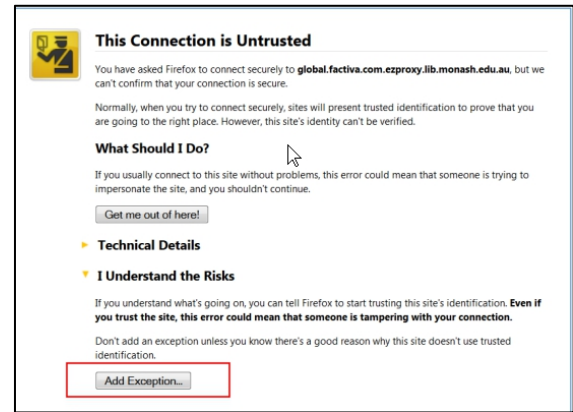 This Connection is Untrusted
You have asked Firefox to connect securely to global.factiva.com.ezproxy.lib.monash.edu.au, but we
can't confirm that your connection is secure.
Normally, when you try to connect securely, sites will present trusted identification to prove that you
are going to the right place. However, this site's identity can't be verified.
What Should I Do?
If you usually connect to this site without problems, this error could mean that someone is trying to
impersonate the site, and you shouldn't continue.
Get me out of here!
Technical Details
I Understand the Risks
If you understand what's going on, you can tell Firefox to start trusting this site's identification. Even if
you trust the site, this error could mean that someone is tampering with your connection.
Don't add an exception unless you know there's a good reason why this site doesn't use trusted
identification.
Add Exception...